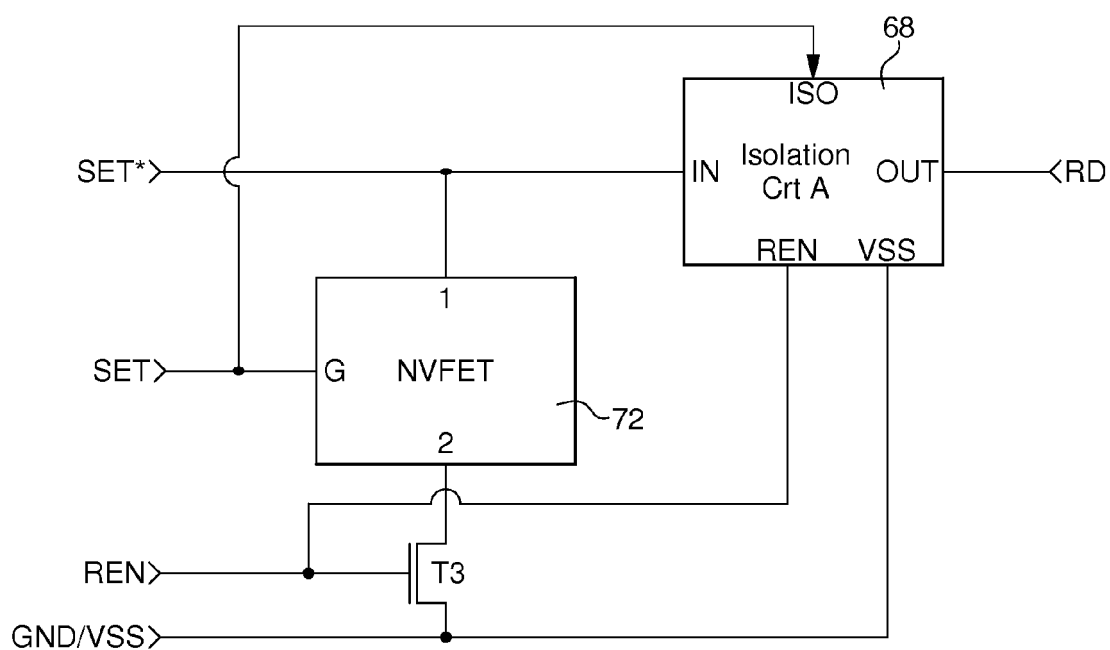 68
ISO
SET*
IN
Isolation
Crt A
OUT
RD
REN
VSS
1
SET
G
NVFET
72
2
REN
T3
GND/VSS